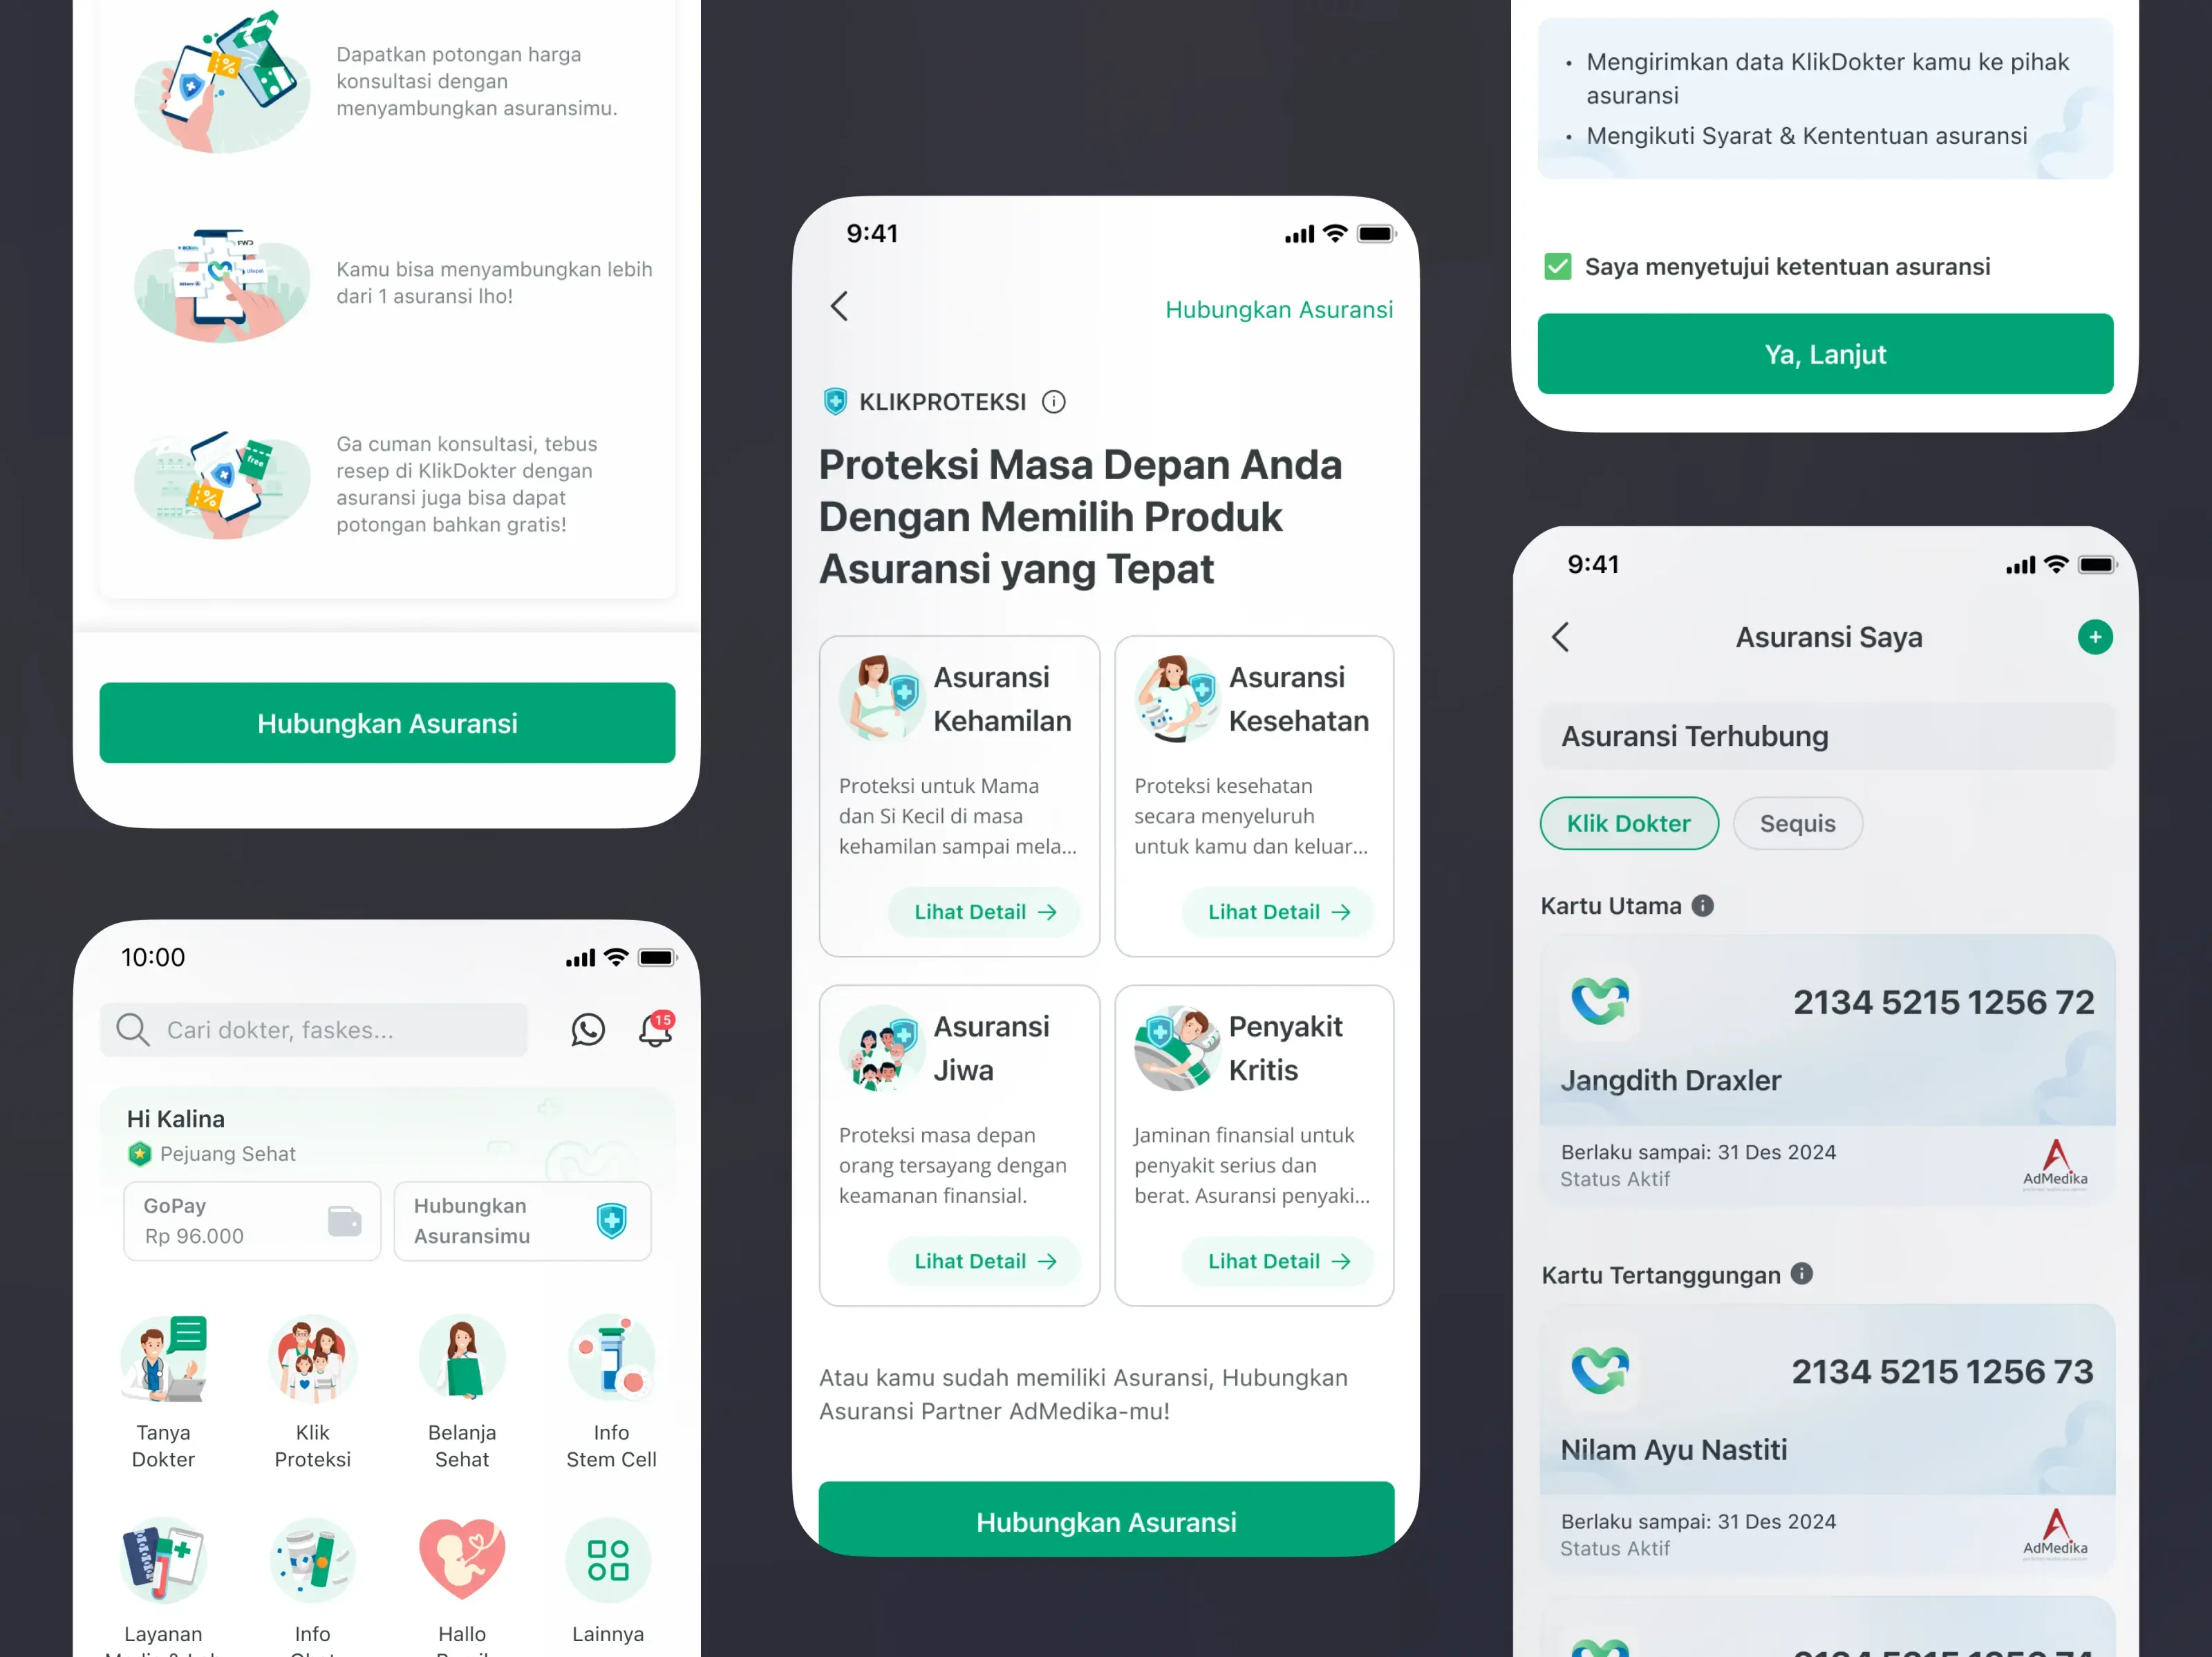 Dapatkan potongan harga
konsultasi dengan
menyambungkan asuransimu.
Kamu bisa menyambungkan lebih
dari 1 asuransi lho!
free
Ga cuman konsultasi, tebus
resep di KlikDokter dengan
asuransi juga bisa dapat
potongan bahkan gratis!
Hubungkan Asuransi
10:00
Cari dokter, faskes...
15
Hi Kalina
Pejuang Sehat
GoPay
Rp 96.000
Hubungkan
Asuransimu
Tanya
Dokter
Klik
Proteksi
Belanja
Sehat
Info
Stem Cell
Layanan
Info
Hallo
Lainnya
9:41
Hubungkan Asuransi
KLIKPROTEKSI
Proteksi Masa Depan Anda
Dengan Memilih Produk
Asuransi yang Tepat
Asuransi
Kehamilan
Proteksi untuk Mama
dan Si Kecil di masa
kehamilan sampai mela...
Lihat Detail →
Asuransi
Kesehatan
Proteksi kesehatan
secara menyeluruh
untuk kamu dan keluar...
Lihat Detail →
Asuransi
Jiwa
Proteksi masa depan
orang tersayang dengan
keamanan finansial.
Lihat Detail →
Penyakit
Kritis
Jaminan finansial untuk
penyakit serius dan
berat. Asuransi penyaki...
Lihat Detail →
Atau kamu sudah memiliki Asuransi, Hubungkan
Asuransi Partner AdMedika-mu!
Hubungkan Asuransi
• Mengirimkan data KlikDokter kamu ke pihak
asuransi
• Mengikuti Syarat & Kententuan asuransi
Saya menyetujui ketentuan asuransi
Ya, Lanjut
9:41
Asuransi Saya
Asuransi Terhubung
Klik Dokter
Sequis
Kartu Utama
2134 5215 1256 72
Jangdith Draxler
Berlaku sampai: 31 Des 2024
Status Aktif
AdMedika
Kartu Tertanggungan
2134 5215 1256 73
Nilam Ayu Nastiti
Berlaku sampai: 31 Des 2024
Status Aktif
AdMedika